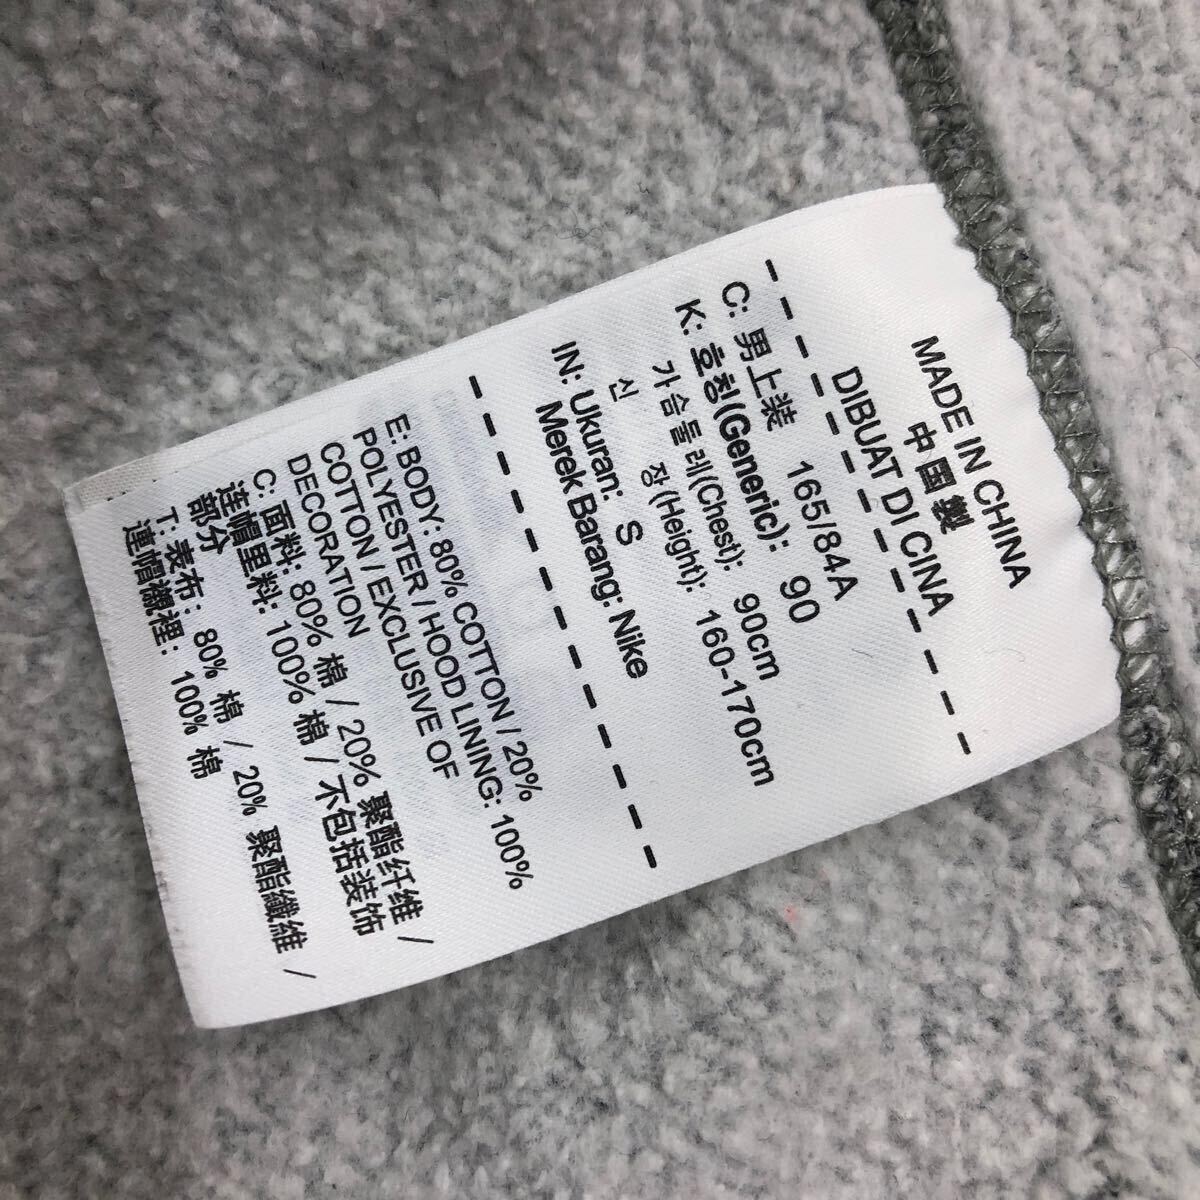 MADE IN CHINA
中國製
DIBUAT DI CINA
C: 男上装 165/84A
K: 호칭(Generic): 90
가슴둘레(Chest): 90cm
신 장(Height): 160-170cm
IN: Ukuran: S
Merek Barang: Nike
E: BODY: 80% COTTON / 20%
POLYESTER / HOOD LINING: 100%
COTTON / EXCLUSIVE OF
DECORATION
C: 面料: 80% 棉 / 20% 聚酯纤维 /
连帽里料: 100% 棉 / 不包括装饰
部分
T: 表布: 80% 棉 / 20% 聚酯纖維 /
連帽襯裡: 100% 棉